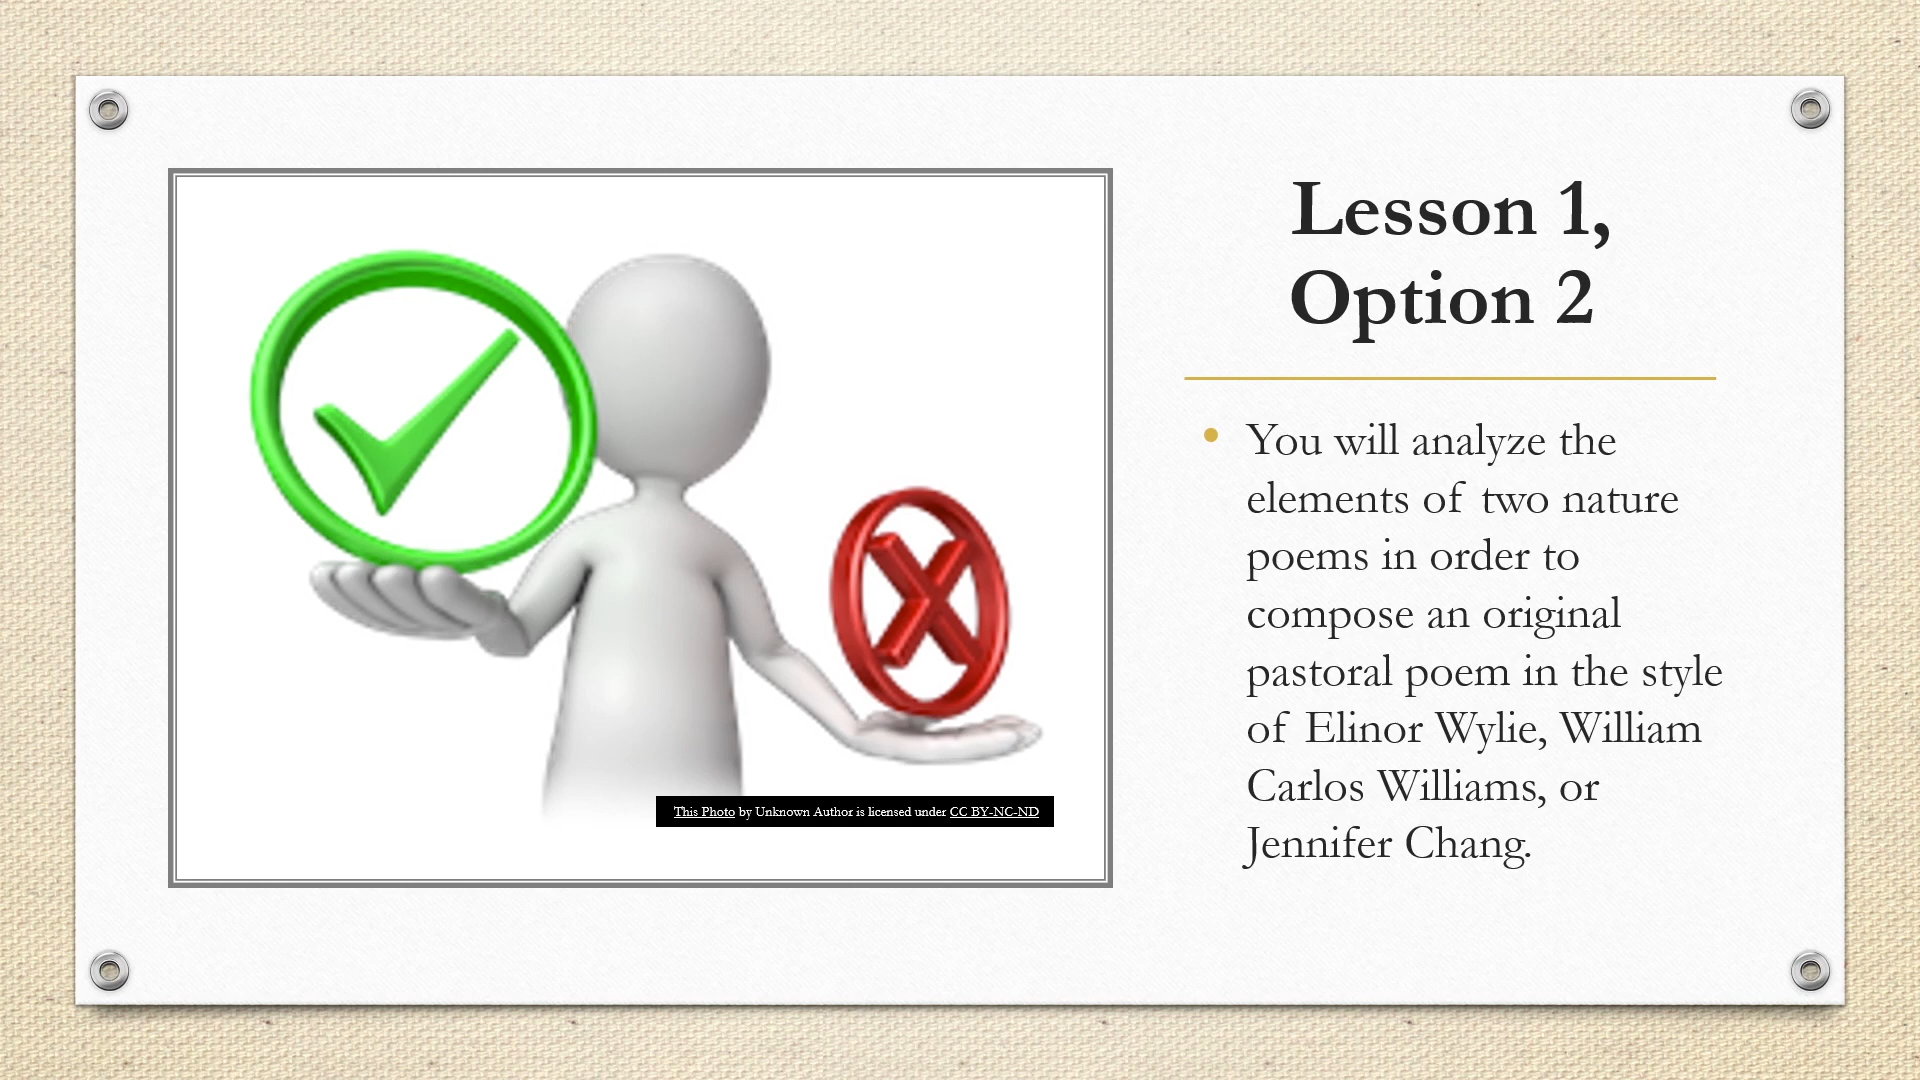 Lesson 1,
Option 2
You will analyze the
elements of two nature
poems in order to
compose an original
pastoral poem in the style
of Elinor Wylie, William
Carlos Williams, or
Jennifer Chang.
This Photo by Unknown Author is licensed under CC BY-NC-ND